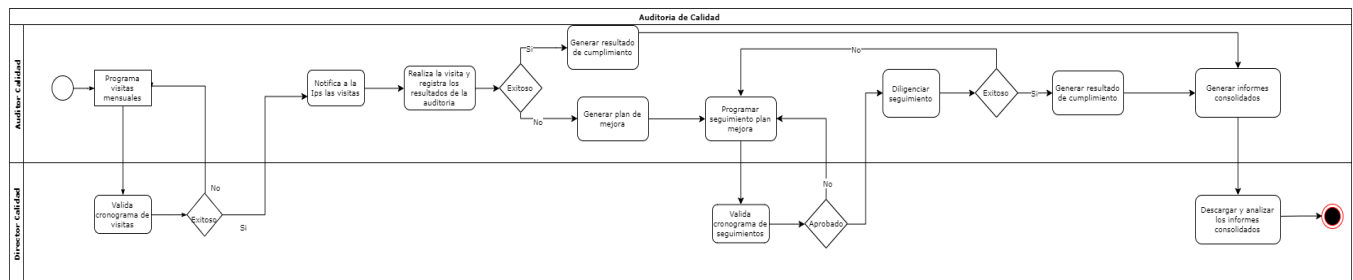 Auditoria de Calidad
Auditor Calidad
Programa
visitas
mensuales
Notifica a la
Ips las visitas
Realiza la visita y
registra los
resultados de la
auditoria
Exitoso
Si
Generar resultado
de cumplimiento
No
Generar plan de
mejora
Programar
seguimiento plan
mejora
No
Diligenciar
seguimiento
Exitoso
Si
Generar resultado
de cumplimiento
Generar informes
consolidados
Director Calidad
Valida
cronograma de
visitas
Exitoso
No
Si
Valida
cronograma de
seguimientos
Aprobado
No
Descargar y analizar
los informes
consolidados